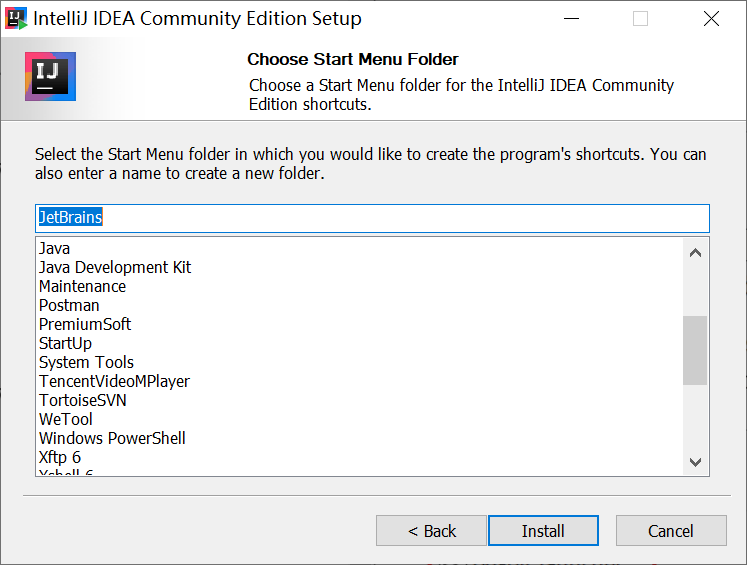 IntelliJ IDEA Community Edition Setup
IJ
Choose Start Menu Folder
Choose a Start Menu folder for the IntelliJ IDEA Community
Edition shortcuts.
Select the Start Menu folder in which you would like to create the program's shortcuts. You can
also enter a name to create a new folder.
JetBrains
Java
Java Development Kit
Maintenance
Postman
PremiumSoft
StartUp
System Tools
TencentVideoMPlayer
TortoiseSVN
WeTool
Windows PowerShell
Xftp 6
Xshell 6
< Back
Install
Cancel